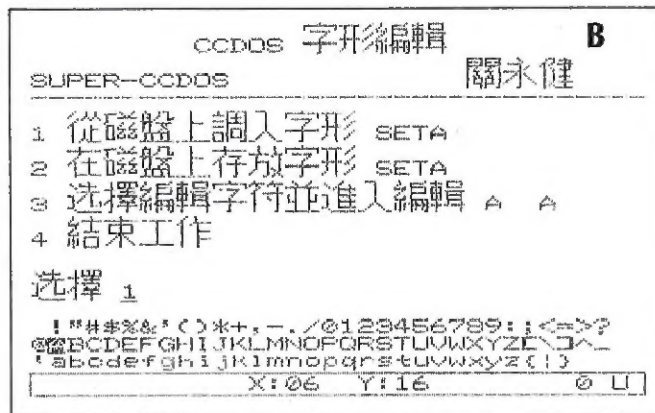 CCDOS 字形編輯 B
SUPER-CCDOS 關永健
1 從磁盤上調入字形 SETA
2 在磁盤上存放字形 SETA
3 选擇編輯字符並進入編輯 A A
4 結束工作
选擇 1
!"#$%&'()*+,-./0123456789:;<=>?
@ABCDEFGHIJKLMNOPQRSTUVWXYZ[\]^_
'abcdefghijklmnopqrstuvwxyz{|}
X:06 Y:16 0 U